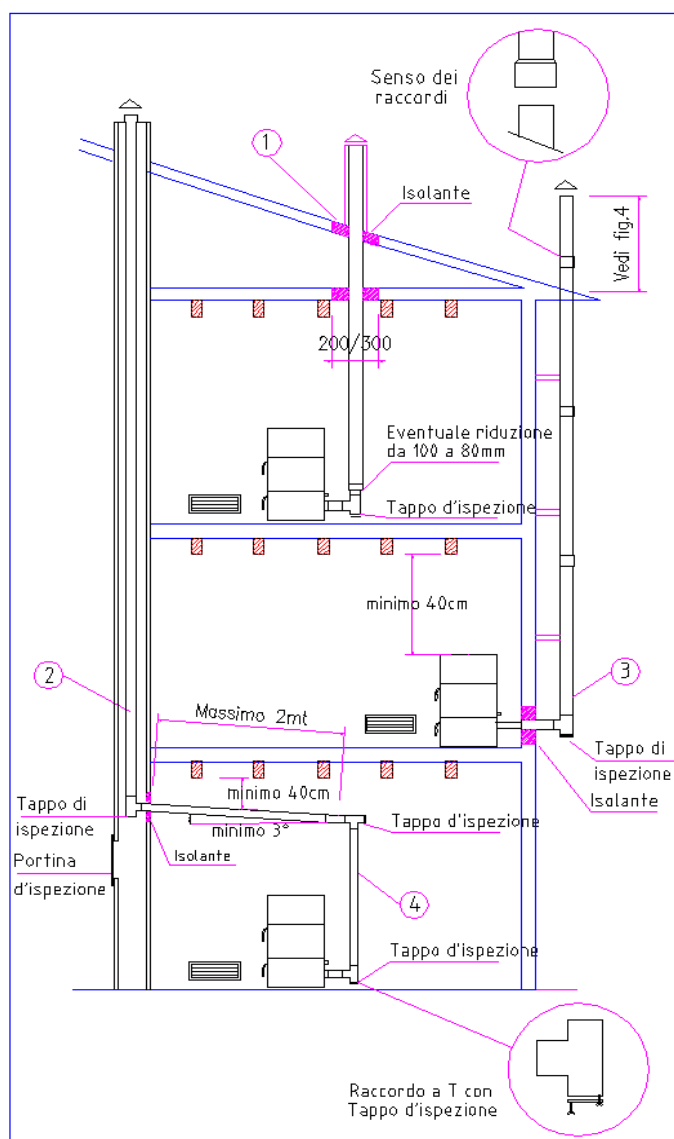 Senso dei
raccordi
1
Isolante
Vedi fig.4
200/300
Eventuale riduzione
da 100 a 80mm
Tappo d'ispezione
minimo 40cm
2
3
Massimo 2mt
Tappo di
ispezione
Isolante
minimo 40cm
Tappo di
ispezione
minimo 3°
Tappo d'ispezione
Isolante
Portina
d'ispezione
4
Tappo d'ispezione
Raccordo a T con
Tappo d'ispezione